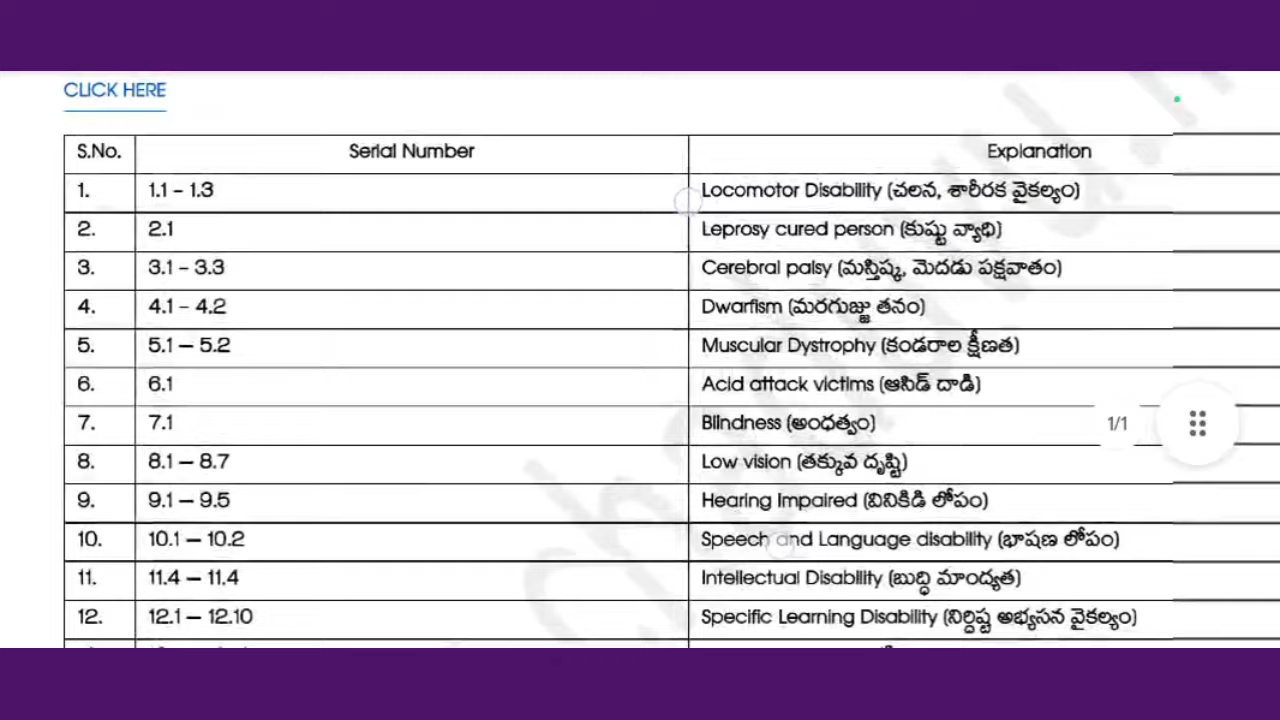 CLICK HERE
S.No. Serial Number Explanation
1. 1.1 – 1.3 Locomotor Disability (చలన, శారీరక వైకల్యం)
2. 2.1 Leprosy cured person (కుష్టు వ్యాధి)
3. 3.1 – 3.3 Cerebral palsy (మస్తిష్క, మెదడు పక్షవాతం)
4. 4.1 – 4.2 Dwarfism (మరగుజ్జు తనం)
5. 5.1 – 5.2 Muscular Dystrophy (కండరాల క్షీణత)
6. 6.1 Acid attack victims (ఆసిడ్ దాడి)
7. 7.1 Blindness (అంధత్వం)
1/1
8. 8.1 – 8.7 Low vision (తక్కువ దృష్టి)
9. 9.1 – 9.5 Hearing Impaired (వినికిడి లోపం)
10. 10.1 – 10.2 Speech and Language disability (భాషణ లోపం)
11. 11.4 – 11.4 Intellectual Disability (బుద్ధి మాంద్యత)
12. 12.1 – 12.10 Specific Learning Disability (నిర్దిష్ట అభ్యసన వైకల్యం)